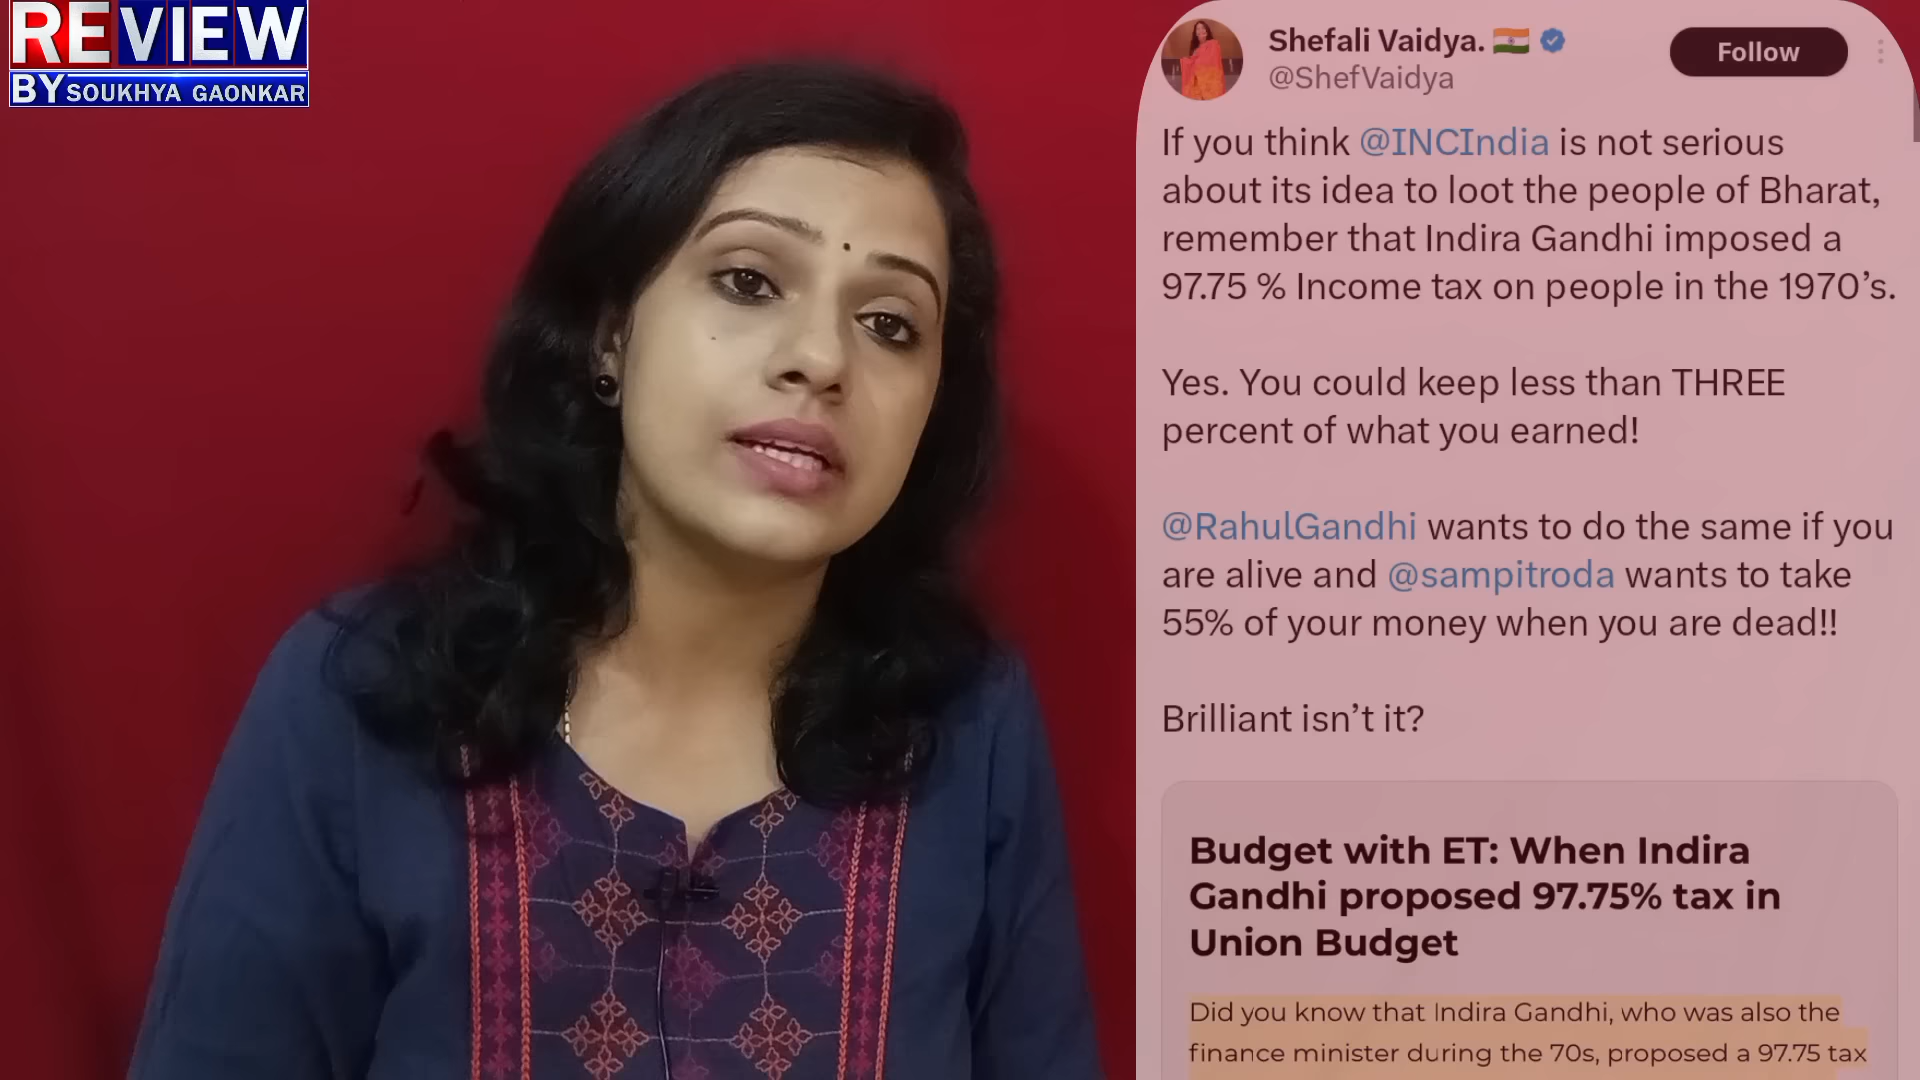 REVIEW
BY SOUKHYA GAONKAR
Shefali Vaidya. 🇮🇳
@ShefVaidya
Follow
If you think @INCIndia is not serious
about its idea to loot the people of Bharat,
remember that Indira Gandhi imposed a
97.75 % Income tax on people in the 1970’s.
Yes. You could keep less than THREE
percent of what you earned!
@RahulGandhi wants to do the same if you
are alive and @sampitroda wants to take
55% of your money when you are dead!!
Brilliant isn’t it?
Budget with ET: When Indira
Gandhi proposed 97.75% tax in
Union Budget
Did you know that Indira Gandhi, who was also the
finance minister during the 70s, proposed a 97.75 tax